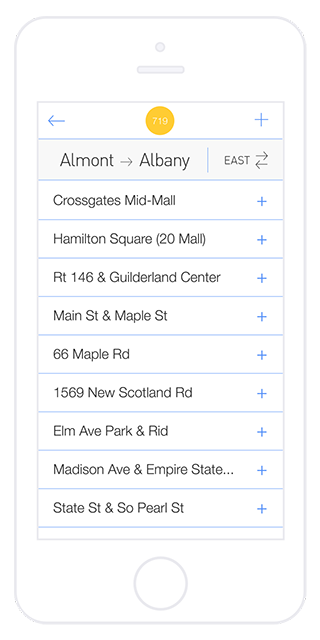 719
Almont → Albany EAST
Crossgates Mid-Mall
Hamilton Square (20 Mall)
Rt 146 & Guilderland Center
Main St & Maple St
66 Maple Rd
1569 New Scotland Rd
Elm Ave Park & Rid
Madison Ave & Empire State...
State St & So Pearl St